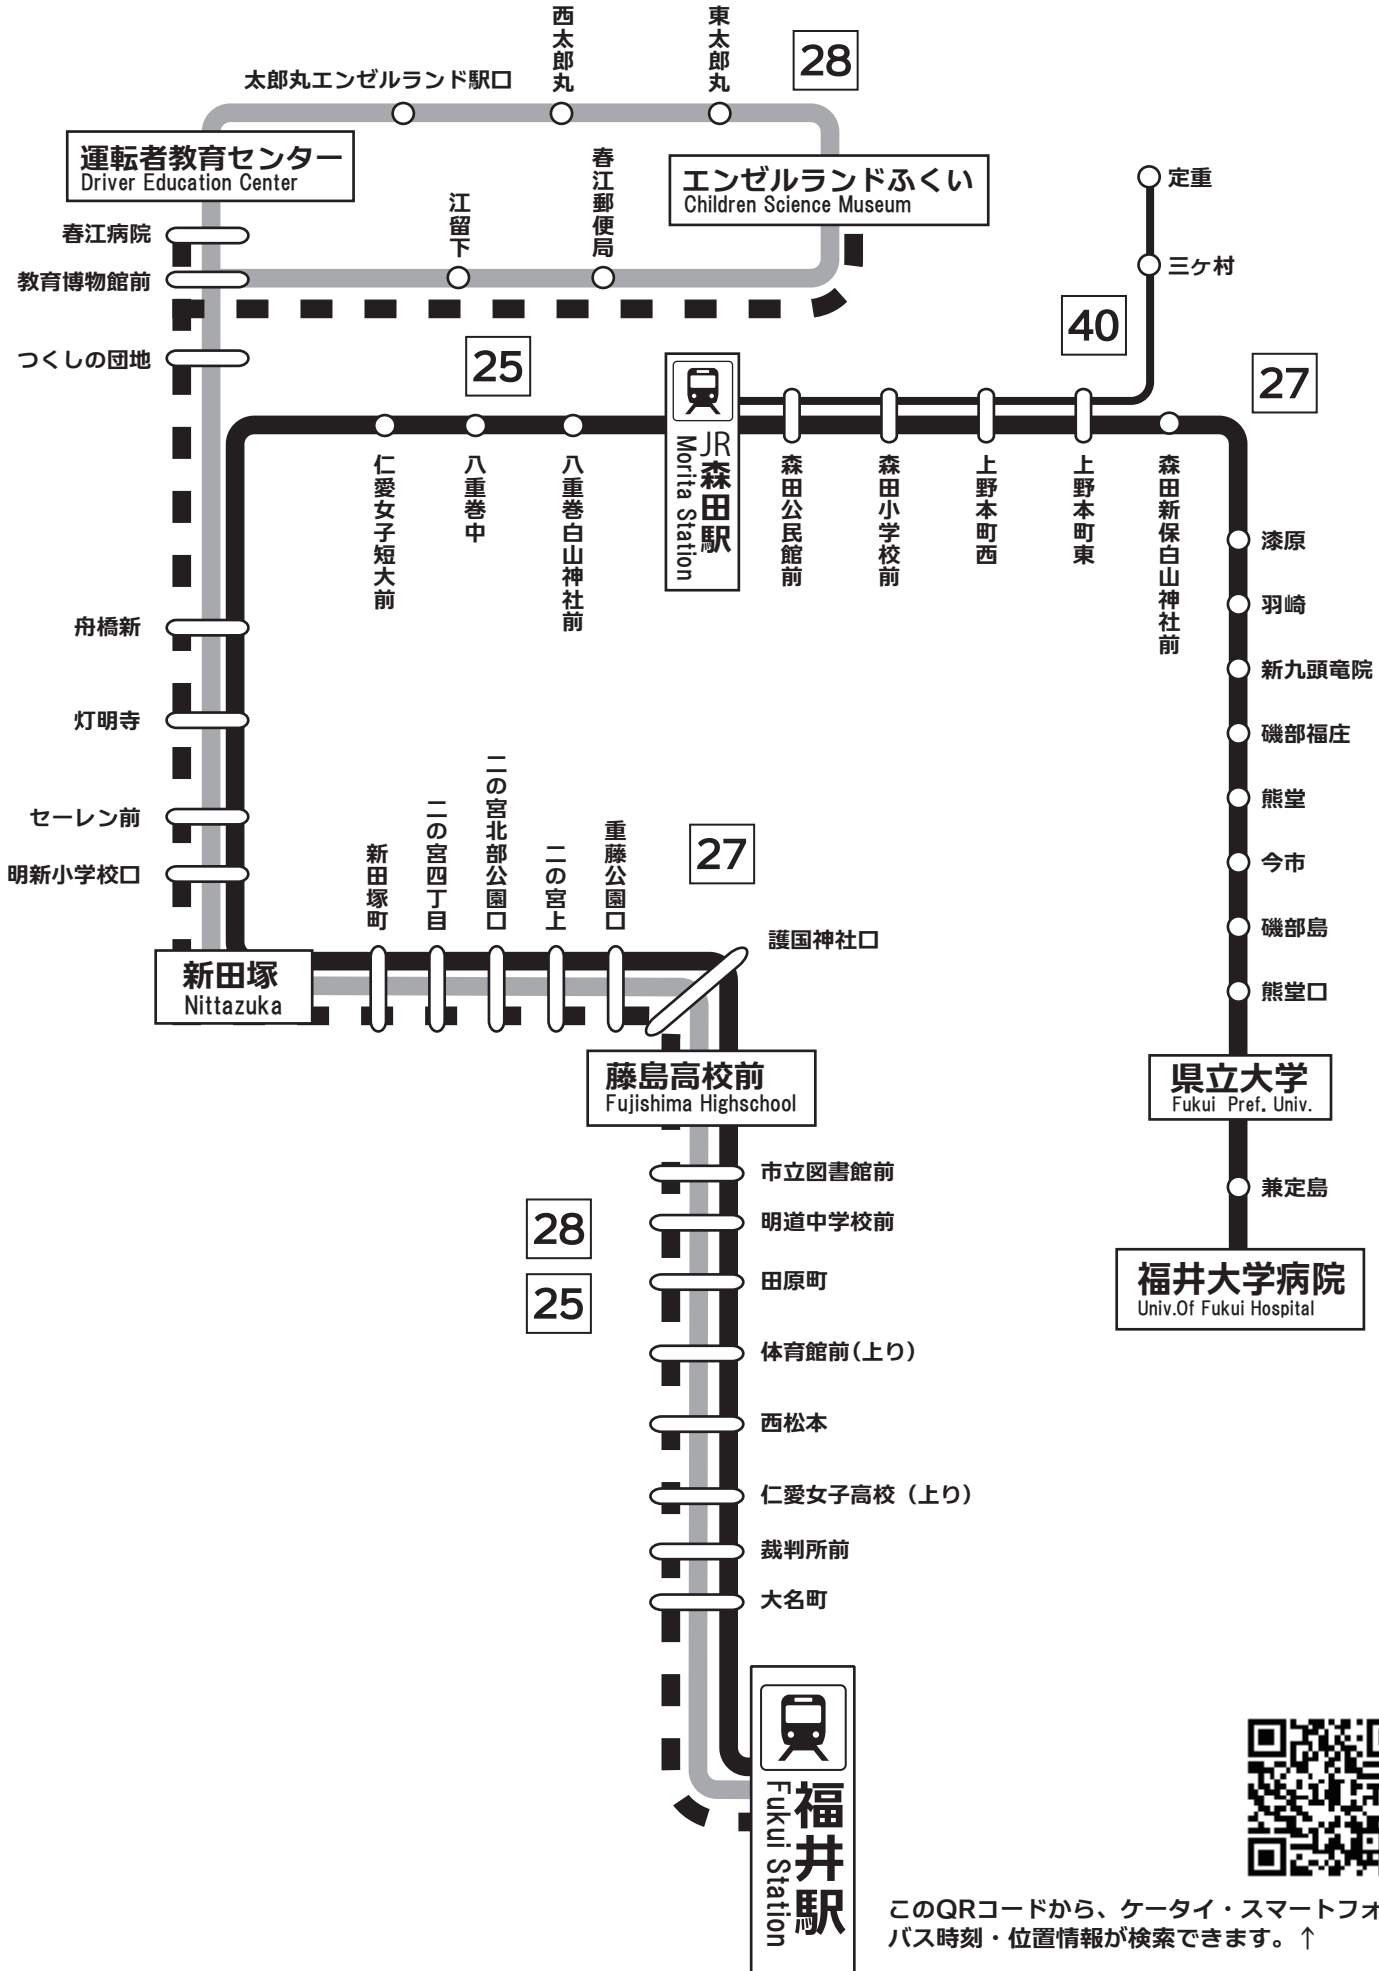 西太郎丸
東太郎丸
28
太郎丸エンゼルランド駅口
運転者教育センター
Driver Education Center
春江郵便局
エンゼルランドふくい
Children Science Museum
定重
江留下
春江病院
三ヶ村
教育博物館前
40
25
つくしの団地
27
JR森田駅
Morita Station
仁愛女子短大前
八重巻中
八重巻白山神社前
森田公民館前
森田小学校前
上野本町西
上野本町東
森田新保白山神社前
漆原
羽崎
舟橋新
新九頭竜院
灯明寺
磯部福庄
熊堂
セーレン前
今市
明新小学校口
新田塚町
二の宮四丁目
二の宮北部公園口
二の宮上
重藤公園口
27
磯部島
護国神社口
新田塚
Nittazuka
熊堂口
藤島高校前
Fujishima Highschool
県立大学
Fukui Pref. Univ.
市立図書館前
兼定島
28
明道中学校前
25
田原町
福井大学病院
Univ.Of Fukui Hospital
体育館前(上り)
西松本
仁愛女子高校（上り）
裁判所前
大名町
福井駅
Fukui Station
このQRコードから、ケータイ・スマートフォ
バス時刻・位置情報が検索できます。↑